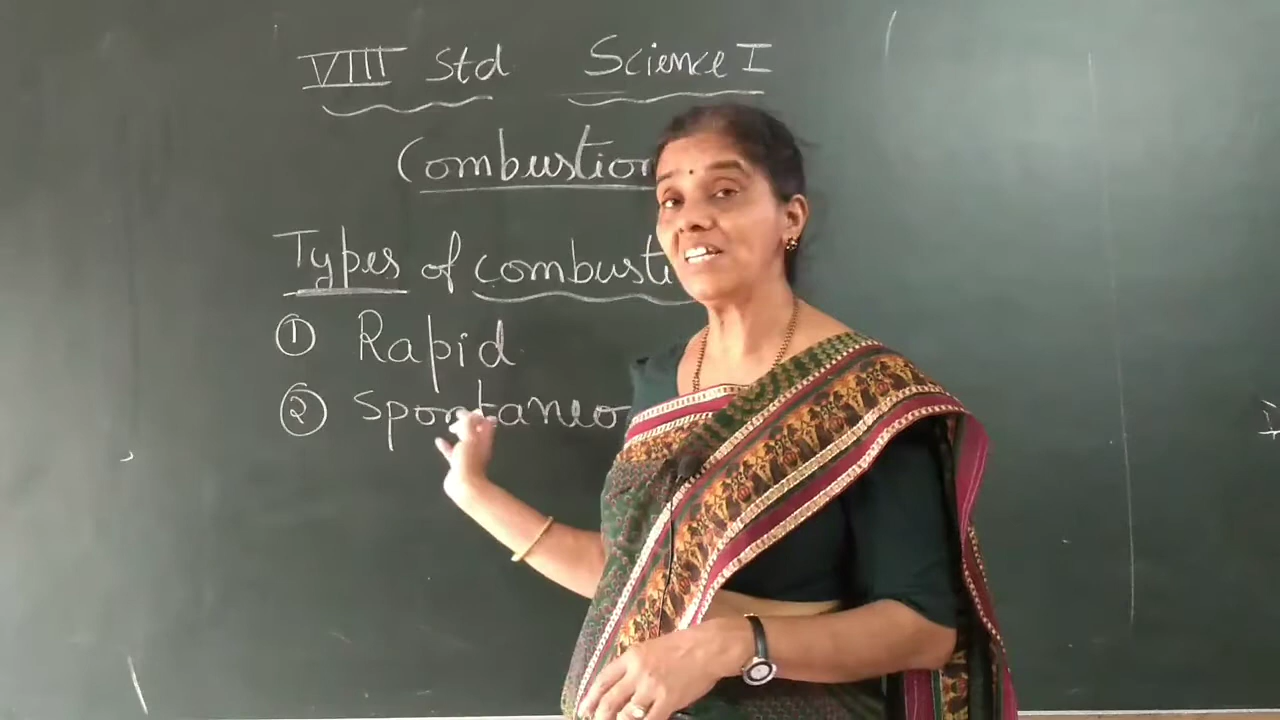 VIII Std Science I
Combustion
Types of combusti
① Rapid
② Spontaneo